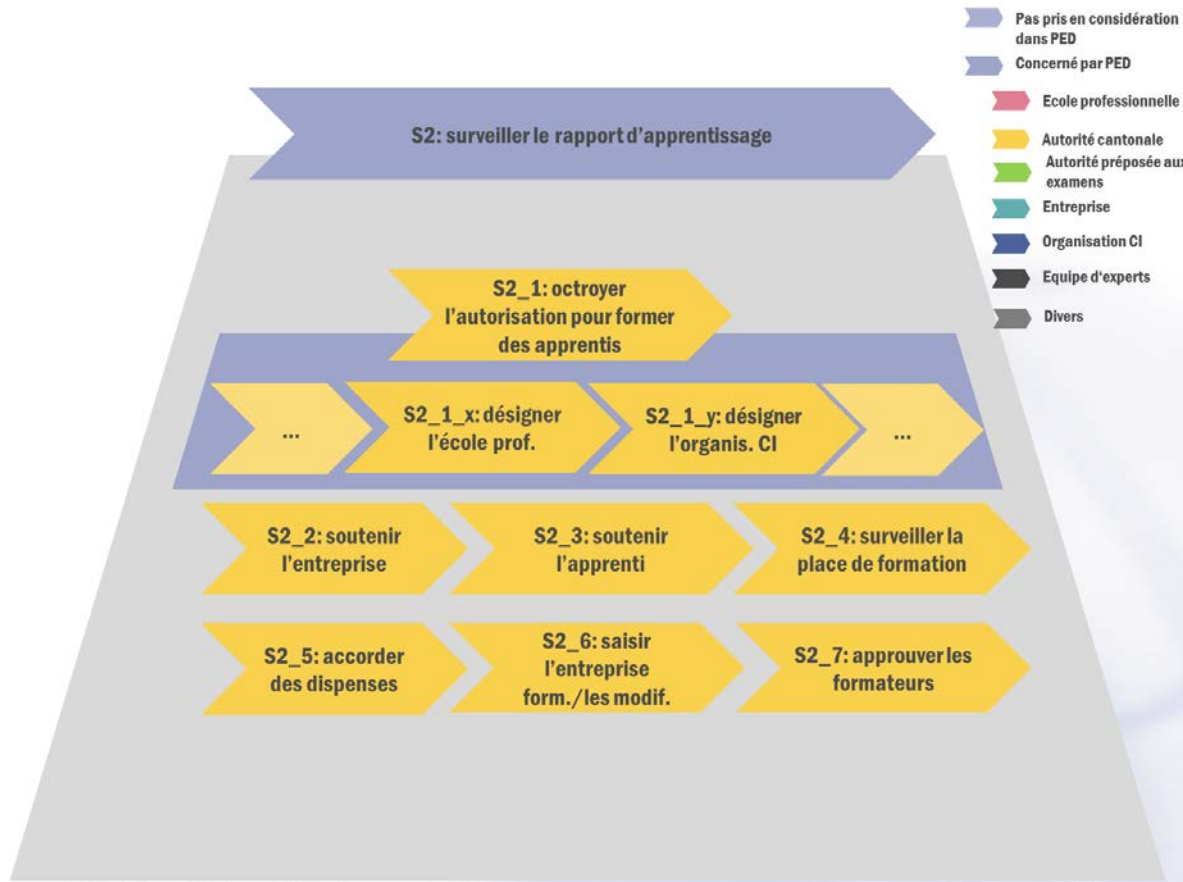 Pas pris en considération
dans PED
Concerné par PED
Ecole professionnelle
Autorité cantonale
Autorité préposée aux
examens
Entreprise
Organisation CI
Equipe d'experts
Divers
S2: surveiller le rapport d'apprentissage
S2_1: octroyer
l'autorisation pour former
des apprentis
...
S2_1_x: désigner
l'école prof.
S2_1_y: désigner
l'organis. CI
...
S2_2: soutenir
l'entreprise
S2_3: soutenir
l'apprenti
S2_4: surveiller la
place de formation
S2_5: accorder
des dispenses
S2_6: saisir
l'entreprise
form./les modif.
S2_7: approuver les
formateurs